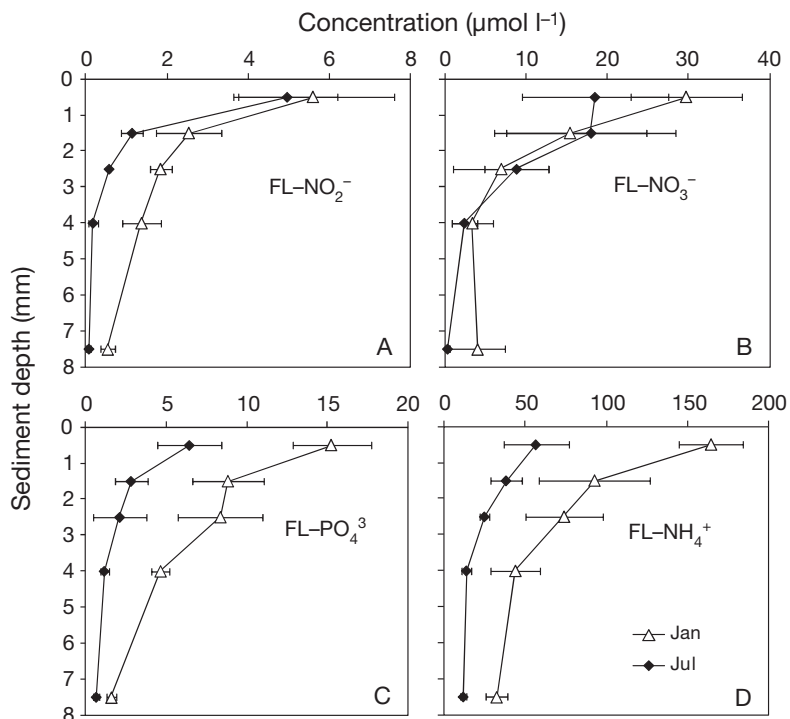 Concentration (µmol l⁻¹)
0 2 4 6 8
0 10 20 30 40
0
1
2
3
4
5
6
7
8
FL–NO₂⁻
A
FL–NO₃⁻
B
Sediment depth (mm)
0 5 10 15 20
0 50 100 150 200
0
1
2
3
4
5
6
7
8
FL–PO₄³
C
FL–NH₄⁺
Jan
Jul
D